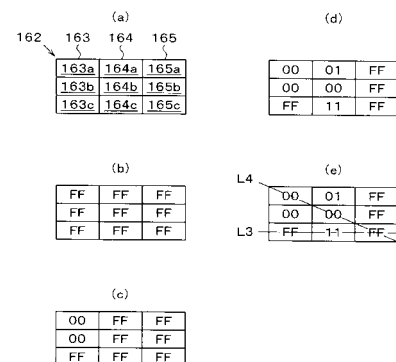 (a)
162 163 164 165
163a 164a 165a
163b 164b 165b
163c 164c 165c
(b)
FF FF FF
FF FF FF
FF FF FF
(c)
00 FF FF
00 FF FF
FF FF FF
(d)
00 01 FF
00 00 FF
FF 11 FF
(e)
L4
00 01 FF
00 00 FF
L3 FF 11 FF